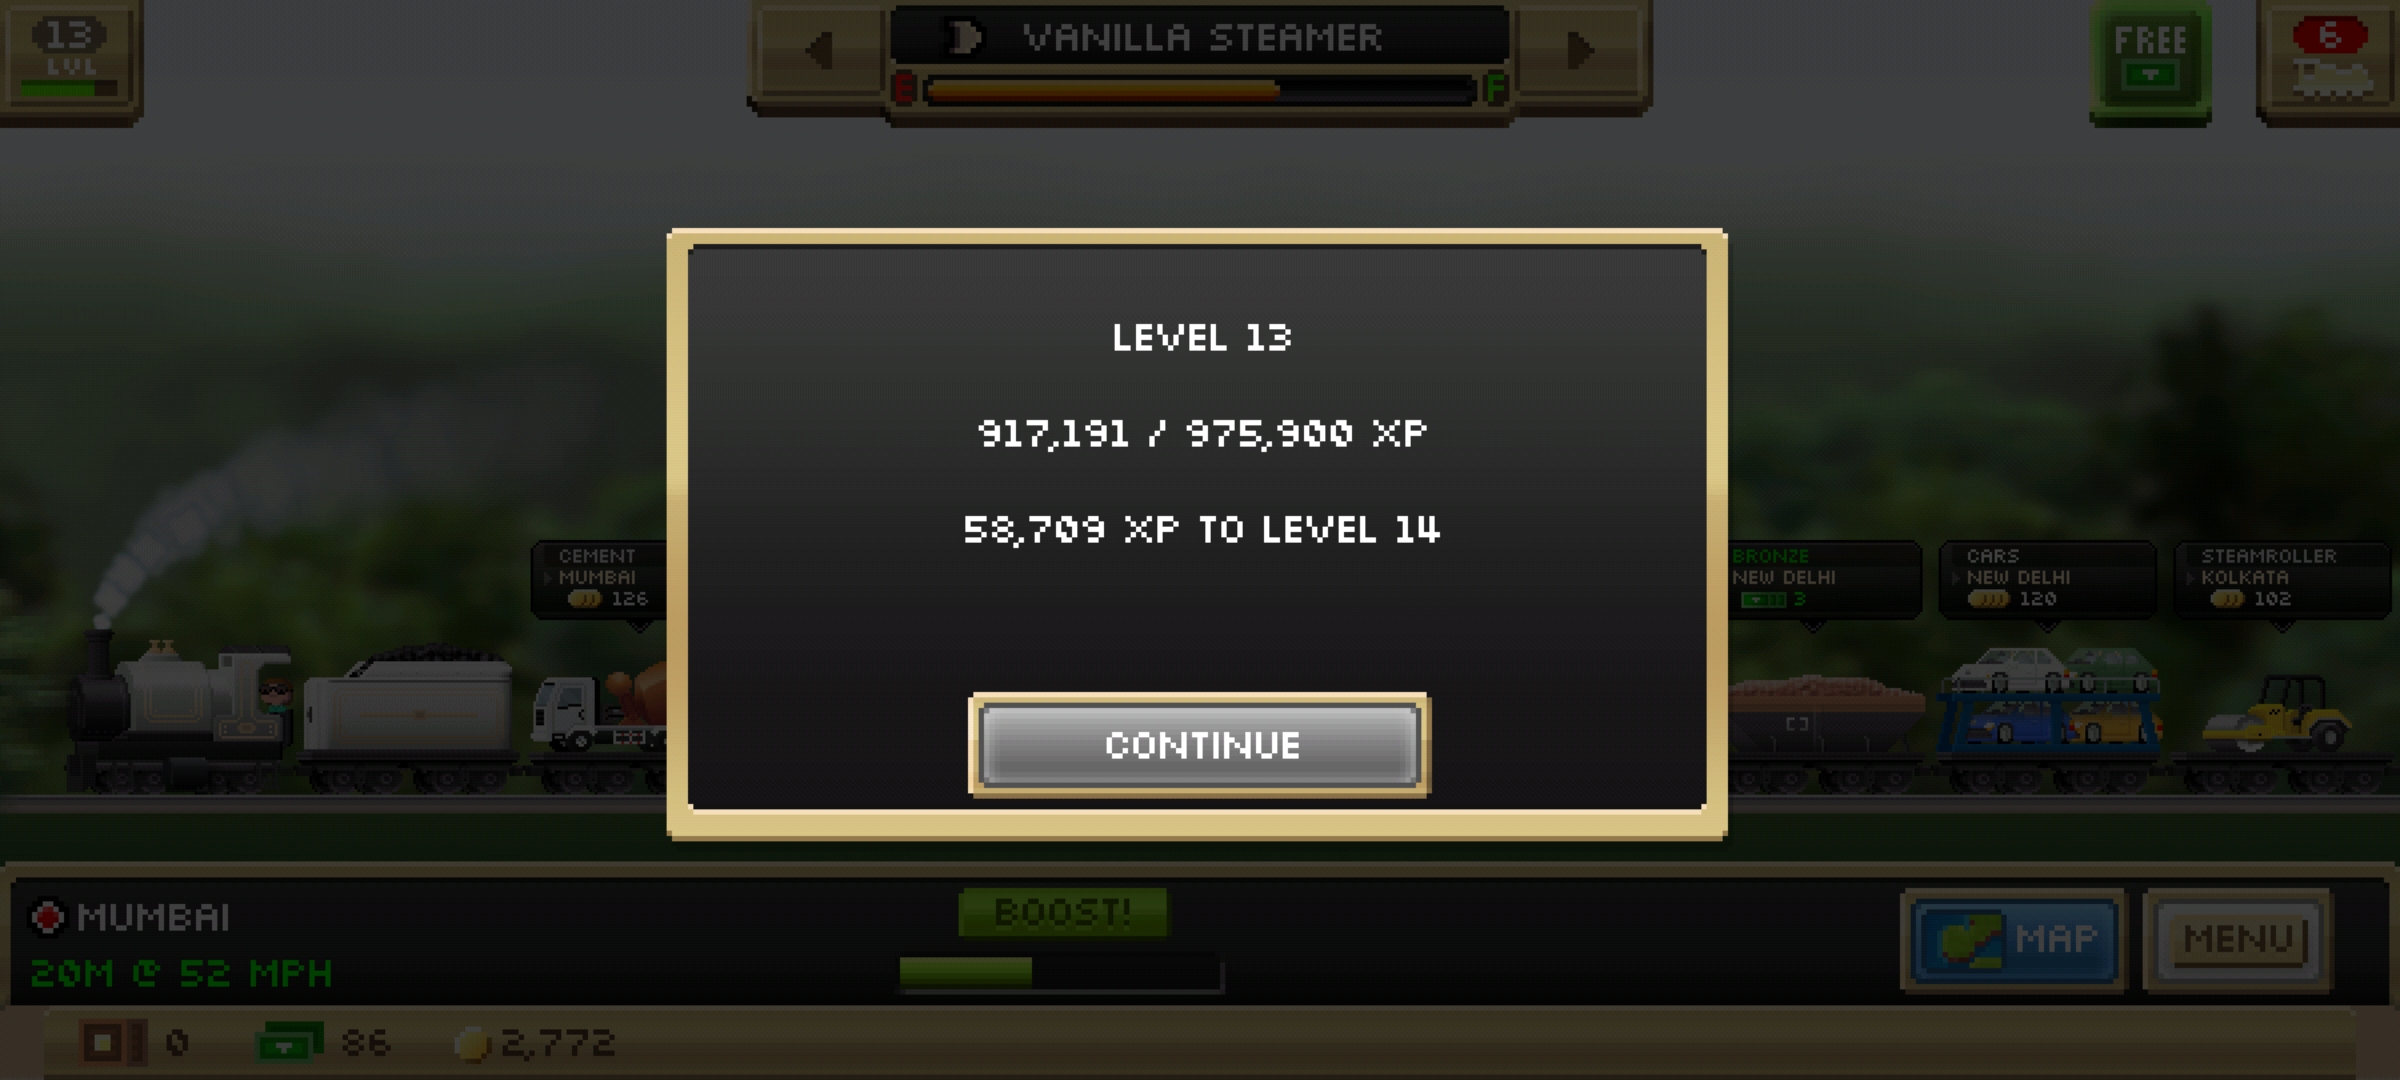 13
LVL
VANILLA STEAMER
E
F
FREE
6
LEVEL 13
917,191 / 975,900 XP
58,709 XP TO LEVEL 14
CONTINUE
CEMENT
MUMBAI
126
BRONZE
NEW DELHI
3
CARS
NEW DELHI
120
STEAMROLLER
KOLKATA
102
MUMBAI
20M @ 52 MPH
BOOST!
MAP
MENU
0
86
2,772